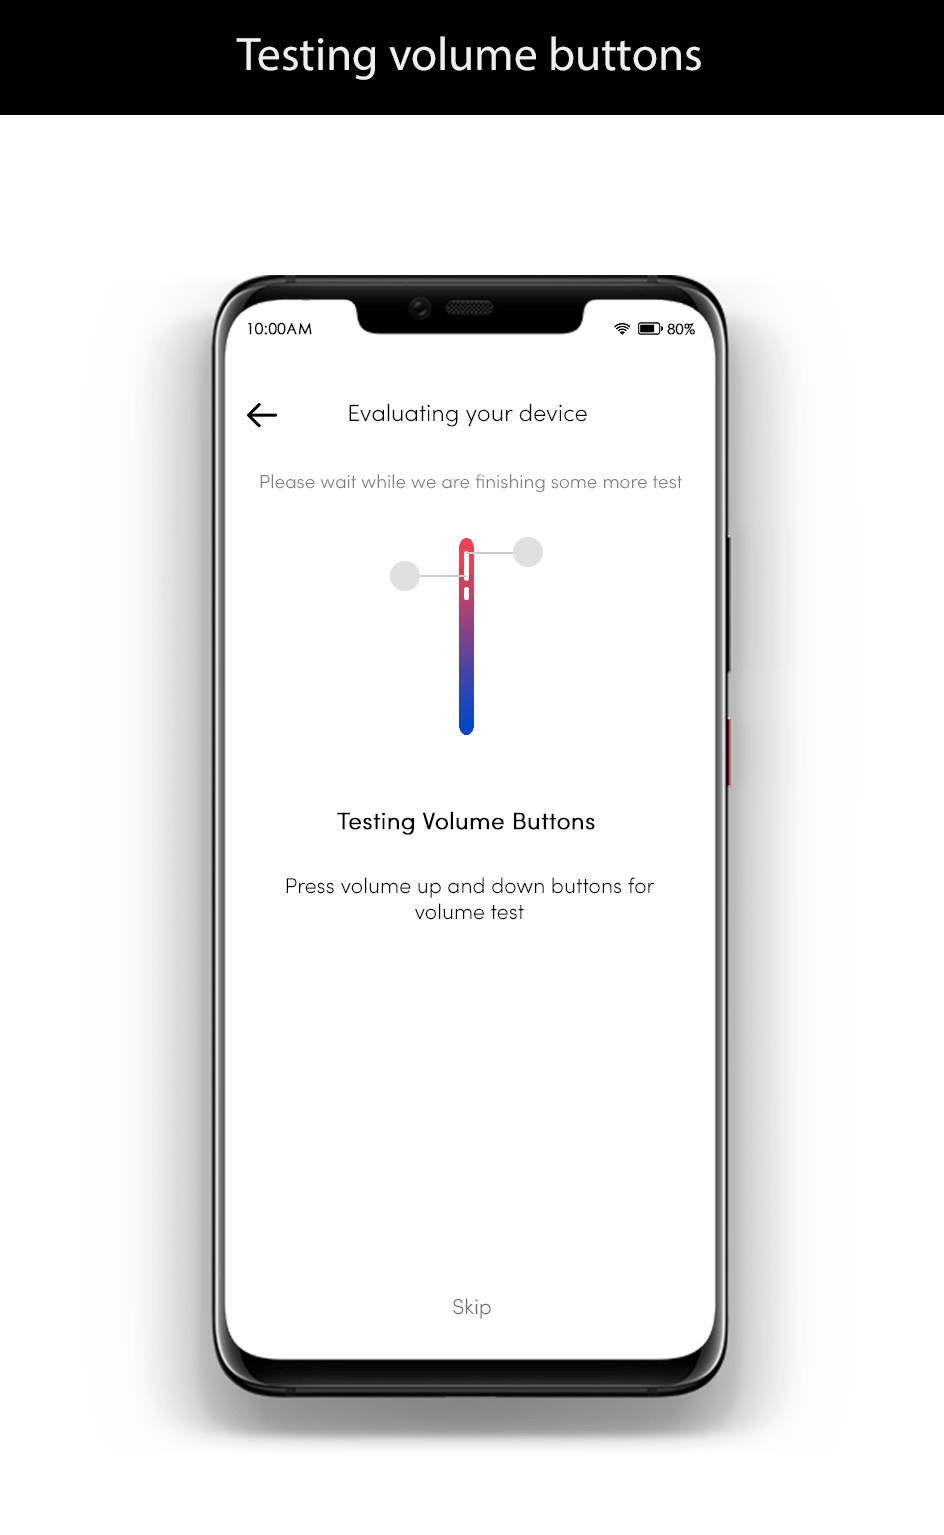 Testing volume buttons
10:00AM
80%
Evaluating your device
Please wait while we are finishing some more test
Testing Volume Buttons
Press volume up and down buttons for
volume test
Skip